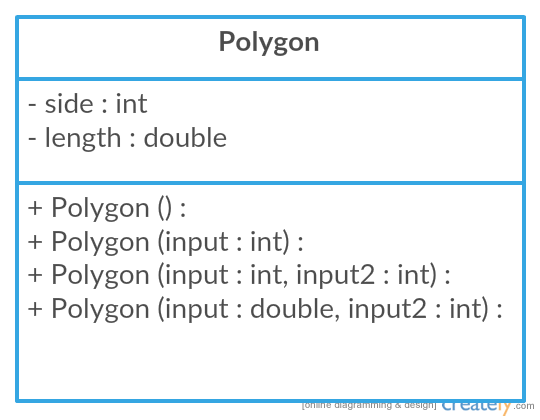 Polygon
- side : int
- length : double
+ Polygon () :
+ Polygon (input : int) :
+ Polygon (input : int, input2 : int) :
+ Polygon (input : double, input2 : int) :
[online diagramming & design] creately.com